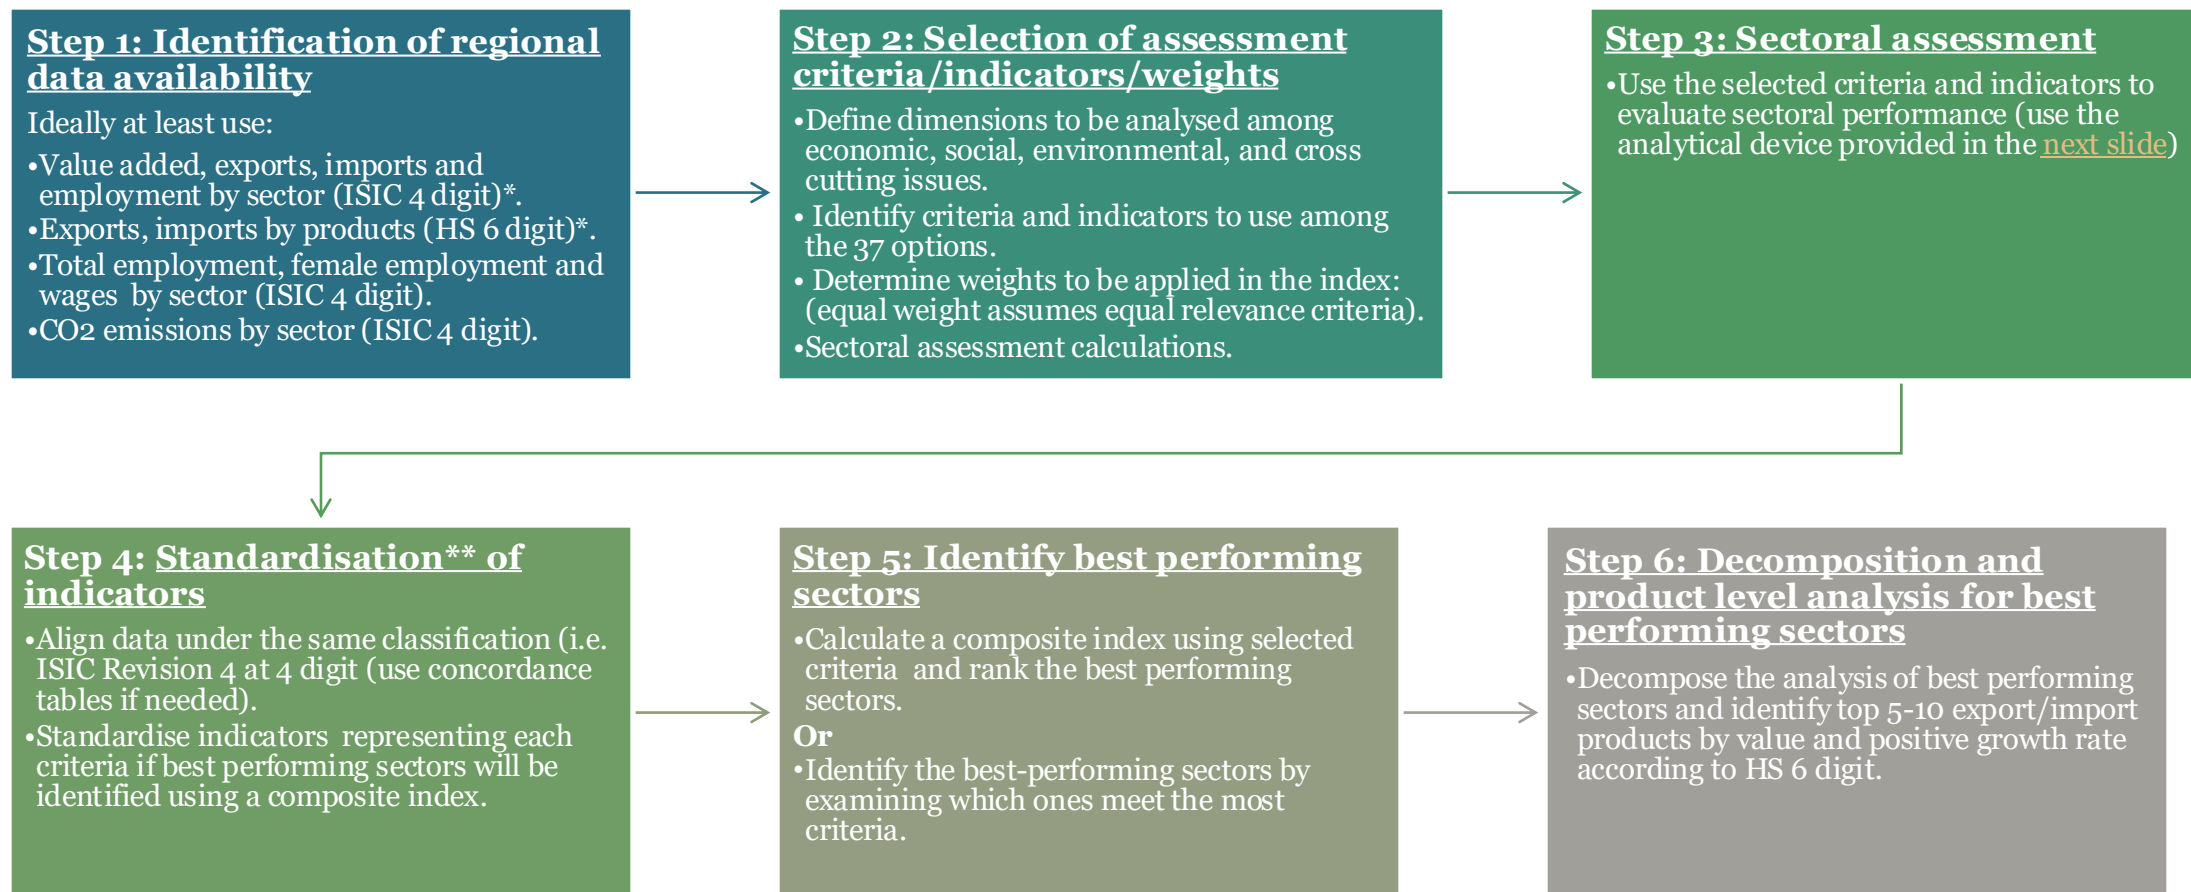 Step 1: Identification of regional
data availability
Ideally at least use:
•Value added, exports, imports and
employment by sector (ISIC 4 digit)*.
•Exports, imports by products (HS 6 digit)*.
•Total employment, female employment and
wages by sector (ISIC 4 digit).
•CO2 emissions by sector (ISIC 4 digit).
Step 2: Selection of assessment
criteria/indicators/weights
•Define dimensions to be analysed among
economic, social, environmental, and cross
cutting issues.
• Identify criteria and indicators to use among
the 37 options.
• Determine weights to be applied in the index:
(equal weight assumes equal relevance criteria).
•Sectoral assessment calculations.
Step 3: Sectoral assessment
•Use the selected criteria and indicators to
evaluate sectoral performance (use the
analytical device provided in the next slide)
Step 4: Standardisation** of
indicators
•Align data under the same classification (i.e.
ISIC Revision 4 at 4 digit (use concordance
tables if needed).
•Standardise indicators representing each
criteria if best performing sectors will be
identified using a composite index.
Step 5: Identify best performing
sectors
•Calculate a composite index using selected
criteria and rank the best performing
sectors.
Or
•Identify the best-performing sectors by
examining which ones meet the most
criteria.
Step 6: Decomposition and
product level analysis for best
performing sectors
•Decompose the analysis of best performing
sectors and identify top 5-10 export/import
products by value and positive growth rate
according to HS 6 digit.